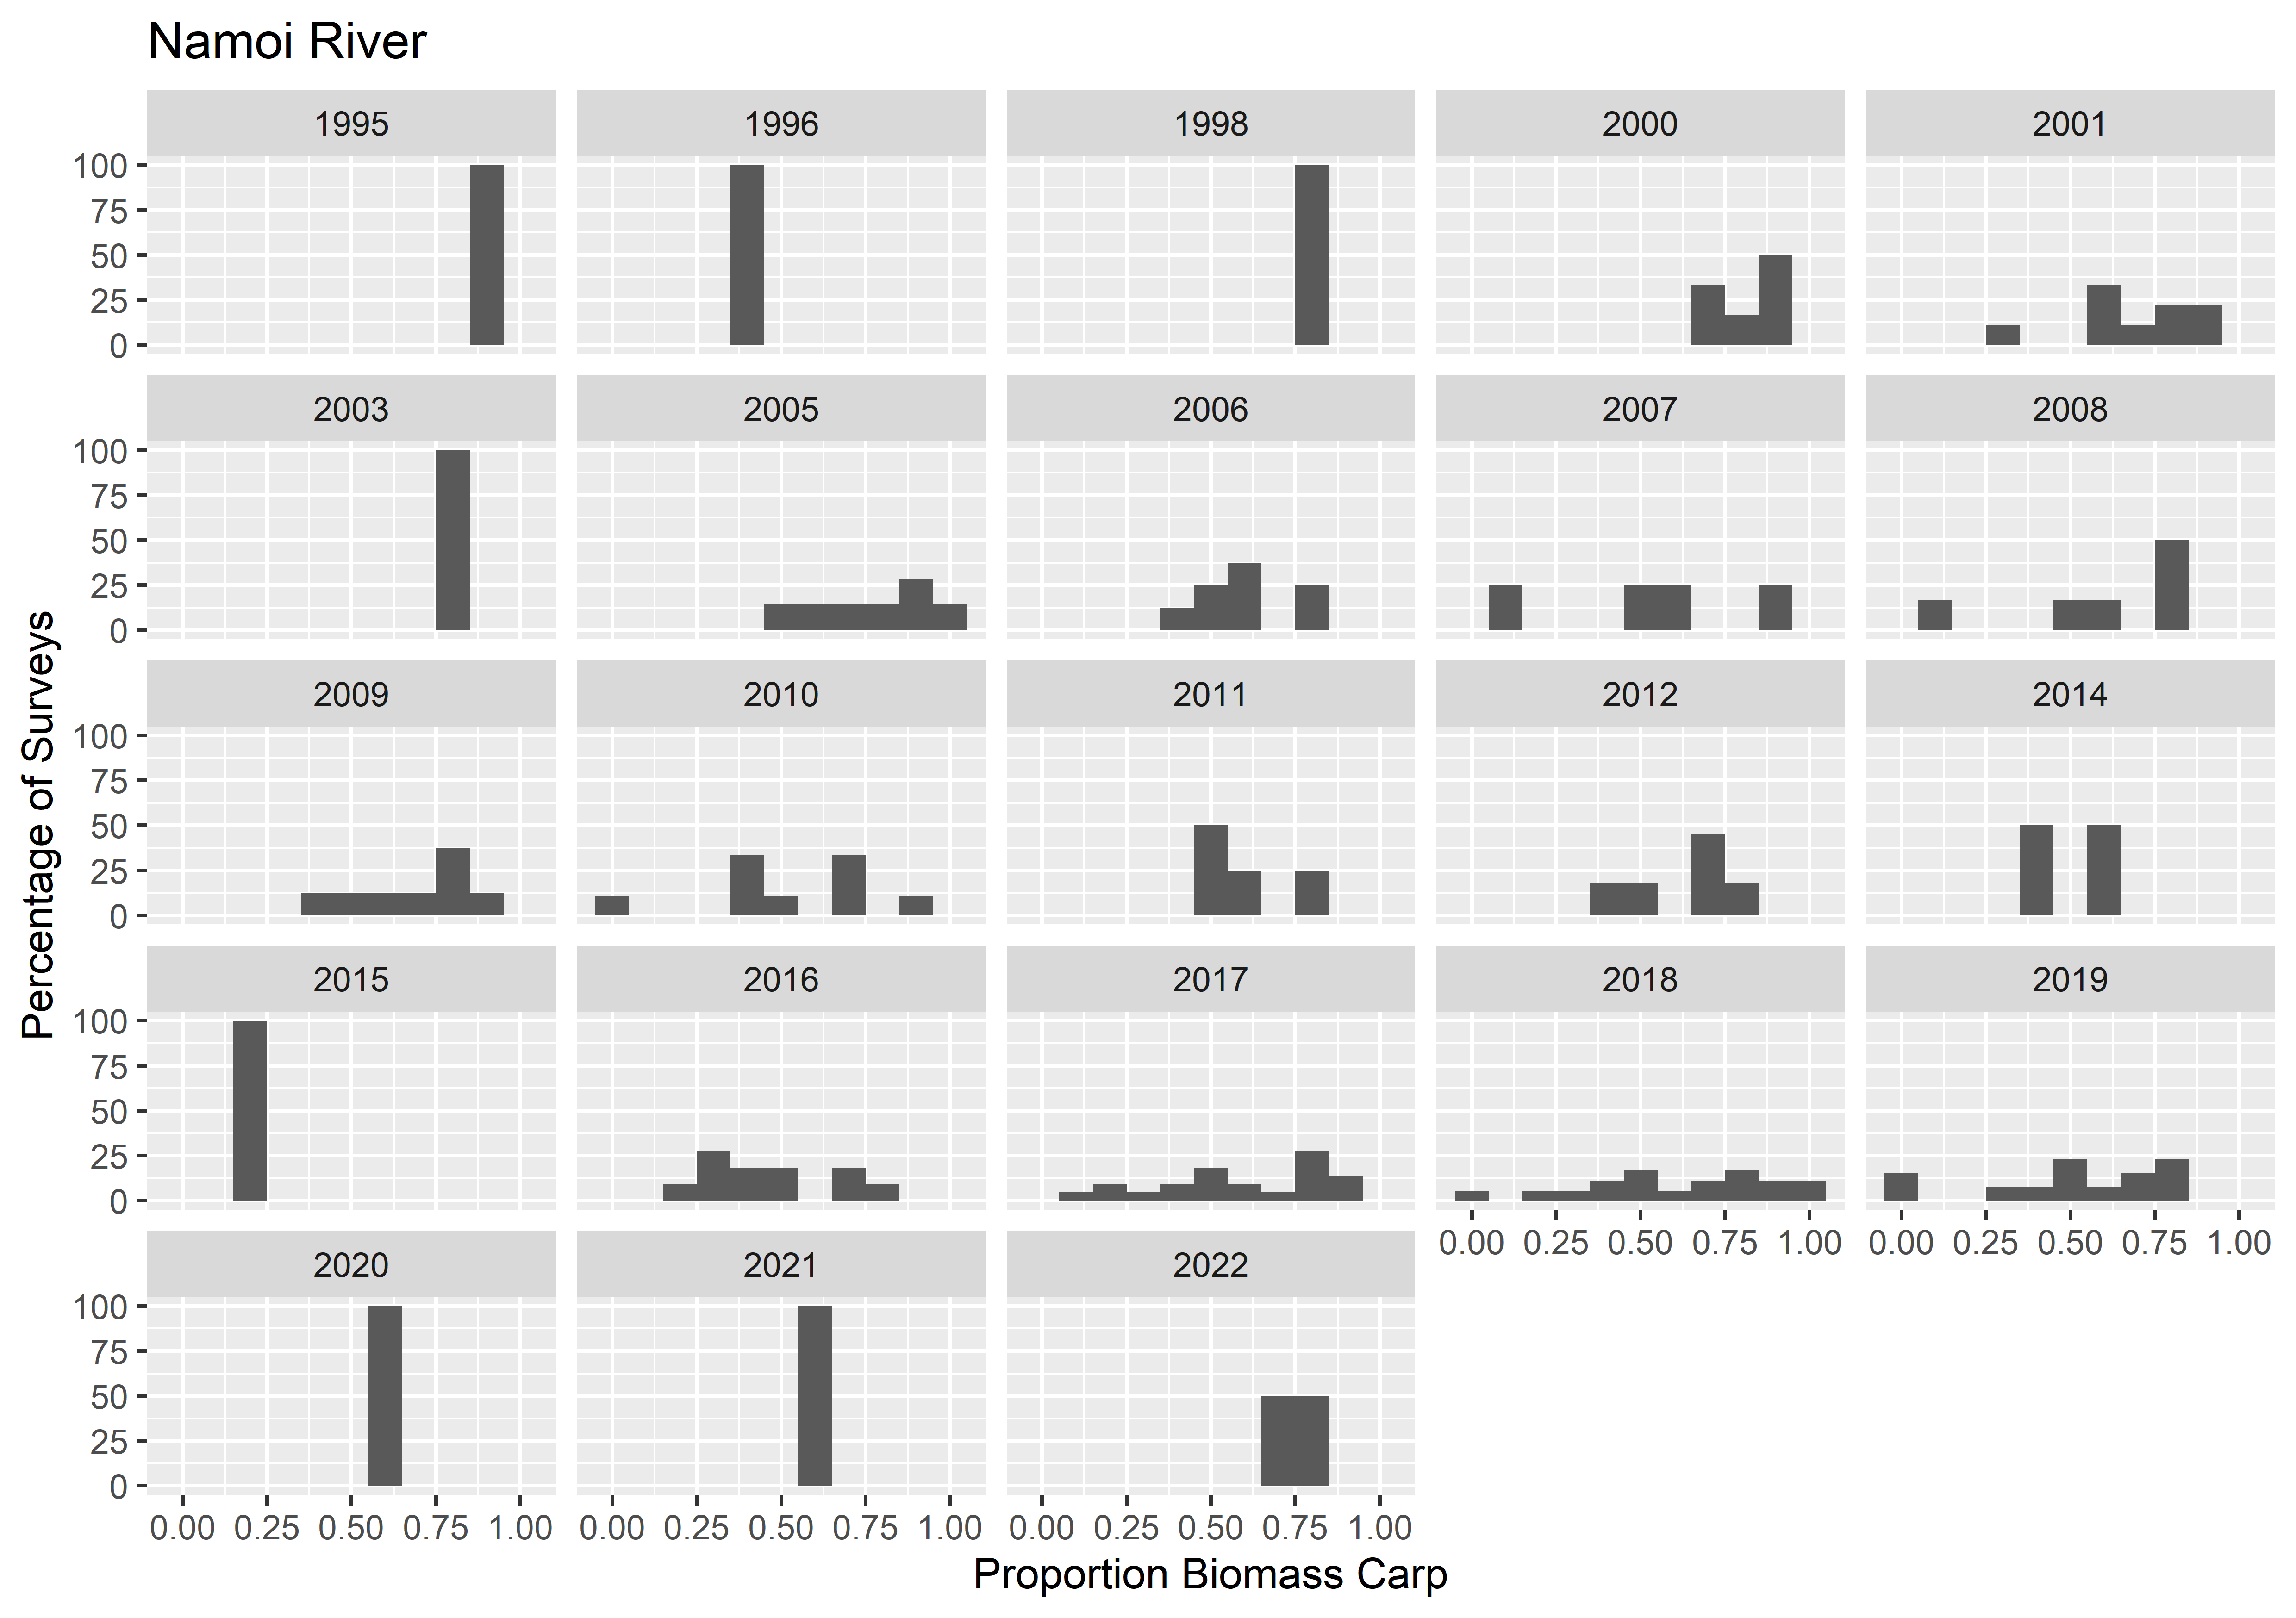 Namoi River
1995 1996 1998 2000 2001
100
75
50
25
0
2003 2005 2006 2007 2008
100
75
50
25
0
Percentage of Surveys
2009 2010 2011 2012 2014
100
75
50
25
0
2015 2016 2017 2018 2019
100
75
50
25
0
0.00 0.25 0.50 0.75 1.00 0.00 0.25 0.50 0.75 1.00
2020 2021 2022
100
75
50
25
0
0.00 0.25 0.50 0.75 1.00 0.00 0.25 0.50 0.75 1.00 0.00 0.25 0.50 0.75 1.00
Proportion Biomass Carp